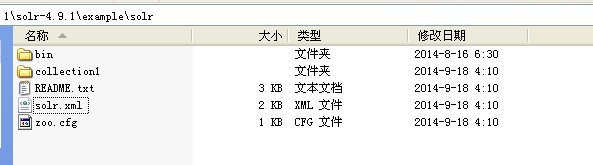 1\solr-4.9.1\example\solr
名称 大小 类型 修改日期
bin 文件夹 2014-8-16 6:30
collection1 文件夹 2014-9-18 4:10
README.txt 3 KB 文本文档 2014-9-18 4:10
solr.xml 2 KB XML 文件 2014-9-18 4:10
zoo.cfg 1 KB CFG 文件 2014-9-18 4:10